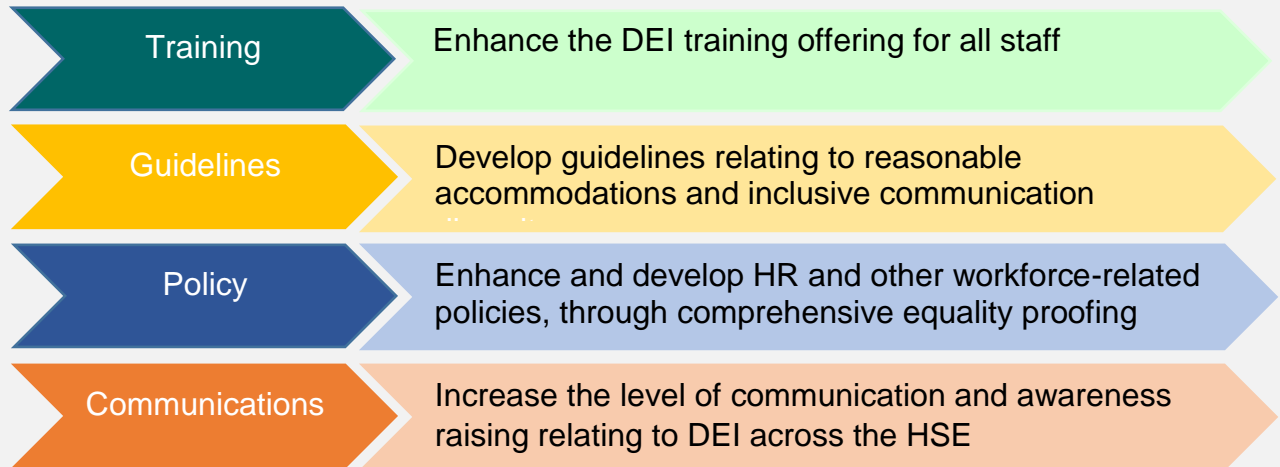 Training
Enhance the DEI training offering for all staff
Guidelines
Develop guidelines relating to reasonable
accommodations and inclusive communication
Policy
Enhance and develop HR and other workforce-related
policies, through comprehensive equality proofing
Communications
Increase the level of communication and awareness
raising relating to DEI across the HSE